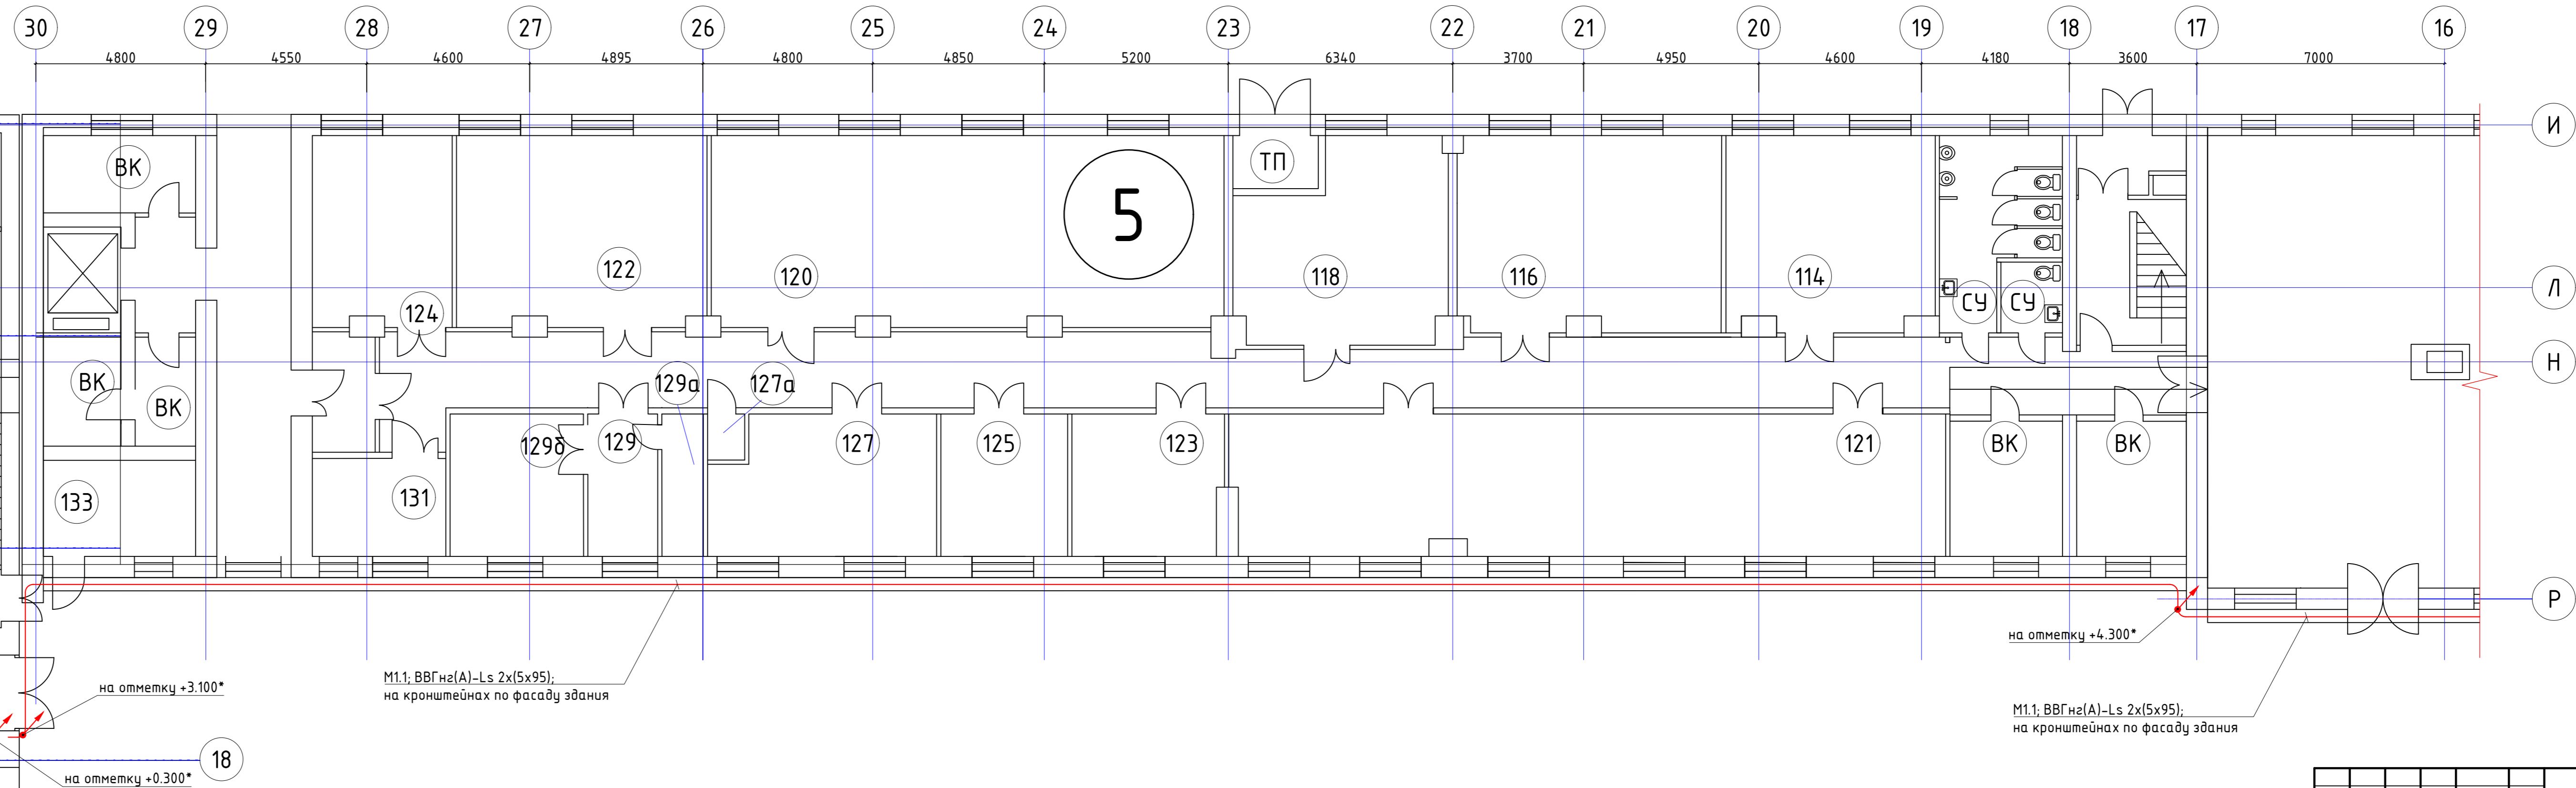 30 29 28 27 26 25 24 23 22 21 20 19 18 17 16
4800 4550 4600 4895 4800 4850 5200 6340 3700 4950 4600 4180 3600 7000
И
ВК
ТП
5
122 120 118 116 114
Л
124
СУ СУ
Н
ВК
ВК
129а 127а
129б 129 127 125 123 121 ВК ВК
133 131
Р
на отметку +4.300*
М1.1; ВВГнг(А)-Ls 2х(5х95);
на кронштейнах по фасаду здания
на отметку +3.100*
М1.1; ВВГнг(А)-Ls 2х(5х95);
на кронштейнах по фасаду здания
18
на отметку +0.300*